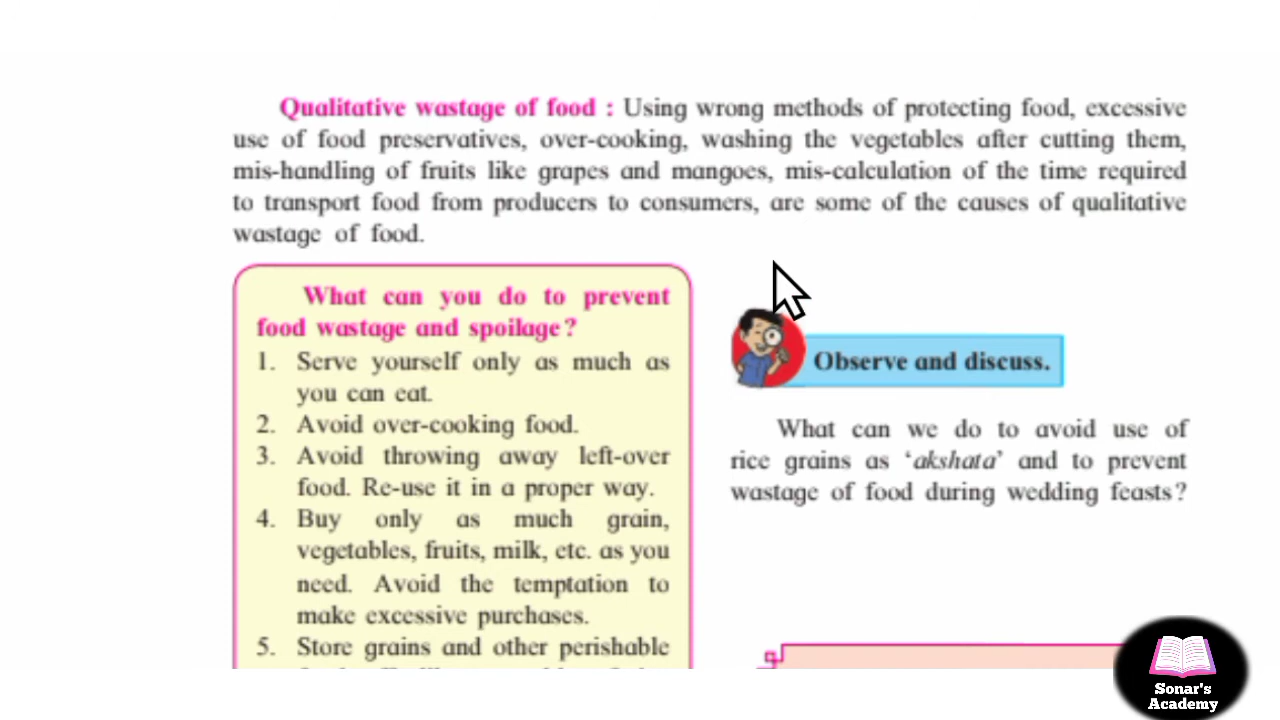 Qualitative wastage of food : Using wrong methods of protecting food, excessive
use of food preservatives, over-cooking, washing the vegetables after cutting them,
mis-handling of fruits like grapes and mangoes, mis-calculation of the time required
to transport food from producers to consumers, are some of the causes of qualitative
wastage of food.
What can you do to prevent
food wastage and spoilage?
1. Serve yourself only as much as
you can eat.
2. Avoid over-cooking food.
3. Avoid throwing away left-over
food. Re-use it in a proper way.
4. Buy only as much grain,
vegetables, fruits, milk, etc. as you
need. Avoid the temptation to
make excessive purchases.
5. Store grains and other perishable
Observe and discuss.
What can we do to avoid use of
rice grains as ‘akshata’ and to prevent
wastage of food during wedding feasts?
Sonar's
Academy